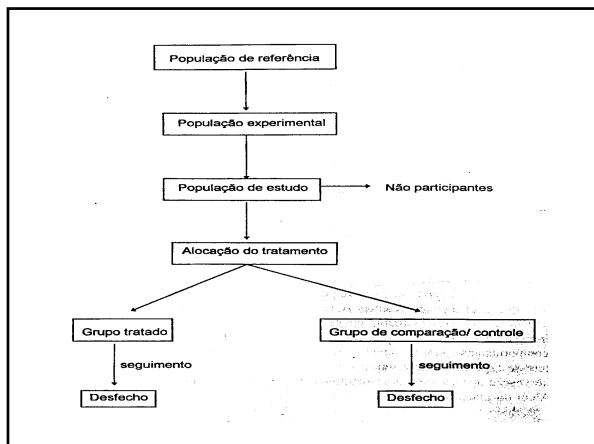 População de referência
População experimental
População de estudo
Não participantes
Alocação do tratamento
Grupo tratado
Grupo de comparação/ controle
seguimento
seguimento
Desfecho
Desfecho